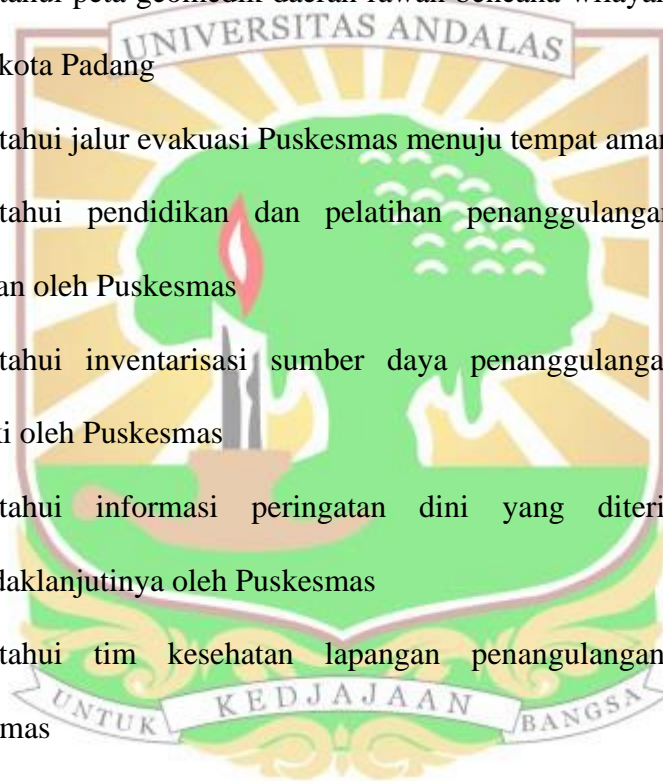 tahui peta geomedik daerah rawan bencana wilayah
UNIVERSITAS ANDALAS
kota Padang
tahui jalur evakuasi Puskesmas menuju tempat aman
tahui pendidikan dan pelatihan penanggulangan
an oleh Puskesmas
tahui inventarisasi sumber daya penanggulanga
ki oleh Puskesmas
tahui informasi peringatan dini yang diteri
daklanjutinya oleh Puskesmas
tahui tim kesehatan lapangan penangulangan
mas
UNTUK KEDJAJAAN BANGSA